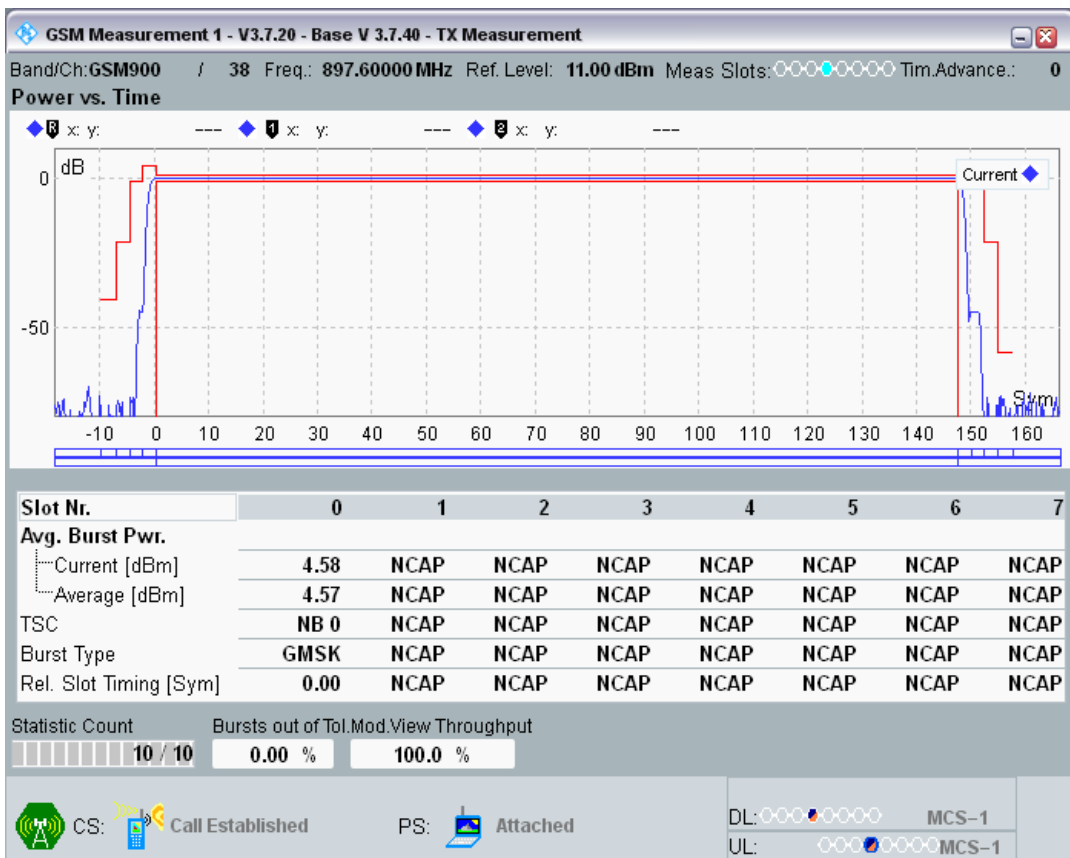 GSM Measurement 1 - V3.7.20 - Base V 3.7.40 - TX Measurement
Band/Ch:GSM900 / 38 Freq.: 897.60000 MHz Ref. Level: 11.00 dBm Meas Slots: Tim.Advance.: 0
Power vs. Time
R x: y: --- 1 x: y: --- 2 x: y: ---
dB
Current
0
-50
Sym
-10 0 10 20 30 40 50 60 70 80 90 100 110 120 130 140 150 160
Slot Nr. 0 1 2 3 4 5 6 7
Avg. Burst Pwr.
Current [dBm] 4.58 NCAP NCAP NCAP NCAP NCAP NCAP NCAP
Average [dBm] 4.57 NCAP NCAP NCAP NCAP NCAP NCAP NCAP
TSC NB 0 NCAP NCAP NCAP NCAP NCAP NCAP NCAP
Burst Type GMSK NCAP NCAP NCAP NCAP NCAP NCAP NCAP
Rel. Slot Timing [Sym] 0.00 NCAP NCAP NCAP NCAP NCAP NCAP NCAP
Statistic Count Bursts out of Tol. Mod.View Throughput
10 / 10 0.00 % 100.0 %
CS: Call Established PS: Attached
DL: MCS-1
UL: MCS-1